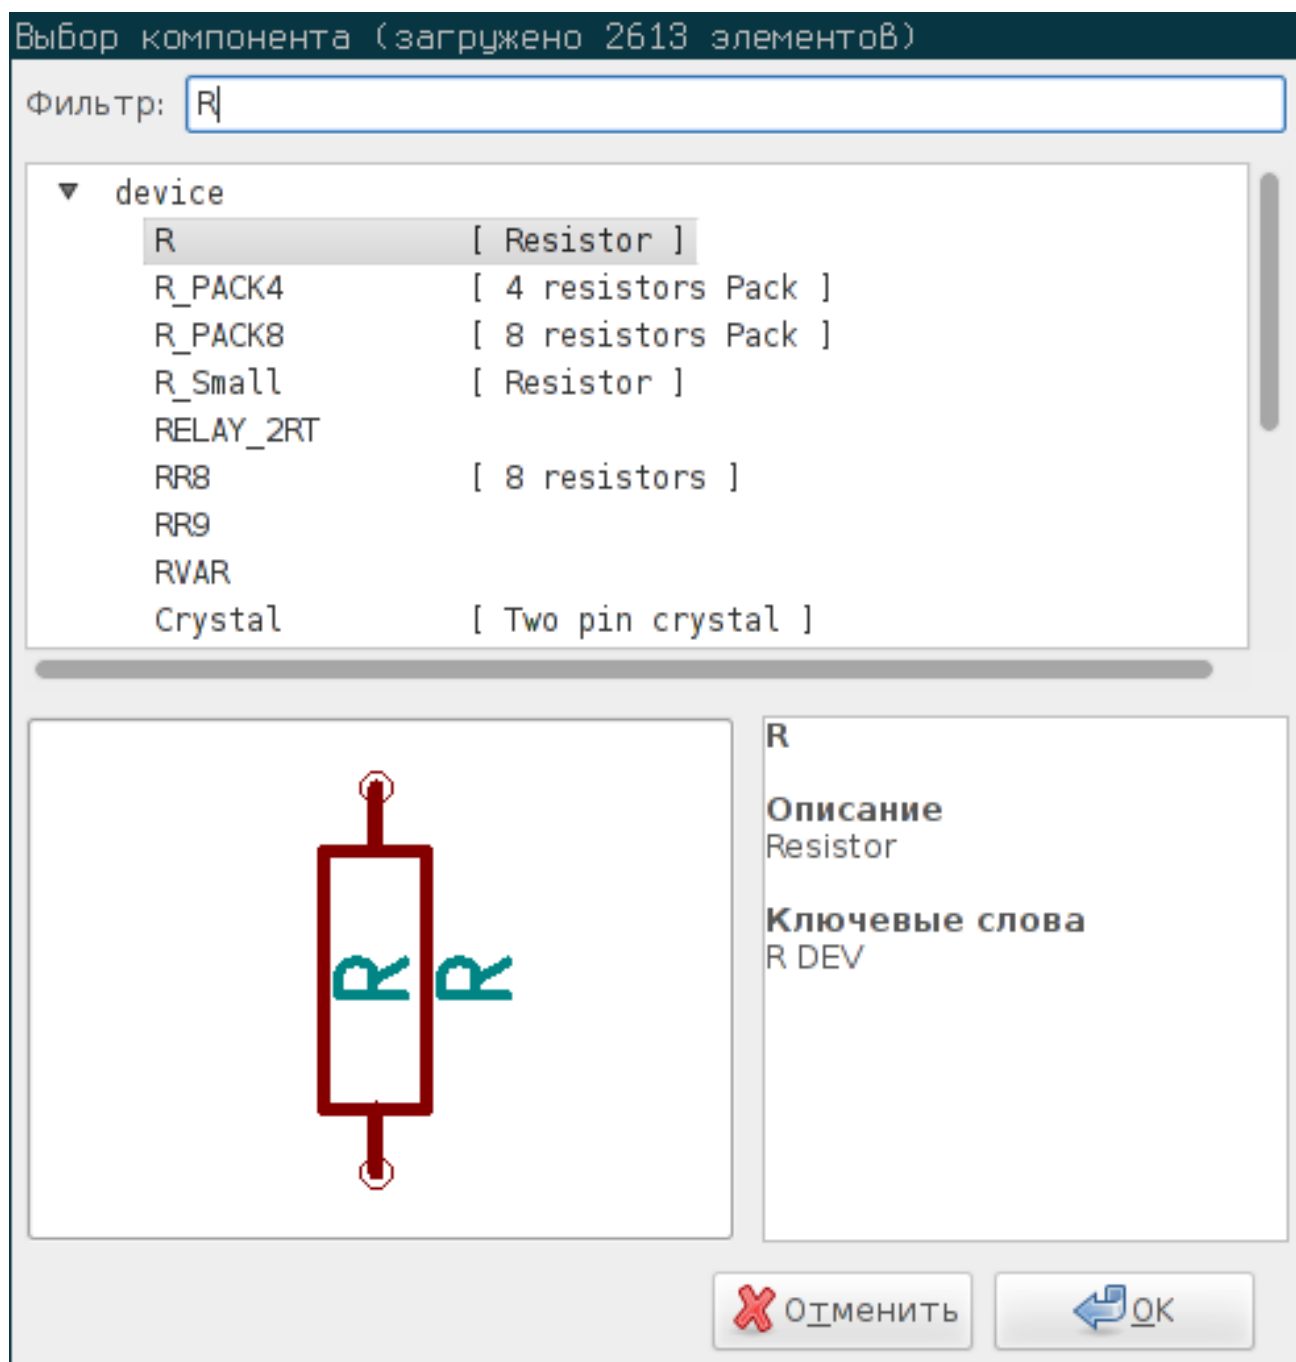 Выбор компонента (загружено 2613 элементов)
Фильтр: R
device
R [ Resistor ]
R_PACK4 [ 4 resistors Pack ]
R_PACK8 [ 8 resistors Pack ]
R_Small [ Resistor ]
RELAY_2RT
RR8 [ 8 resistors ]
RR9
RVAR
Crystal [ Two pin crystal ]
R R
R
Описание
Resistor
Ключевые слова
R DEV
Отменить OK